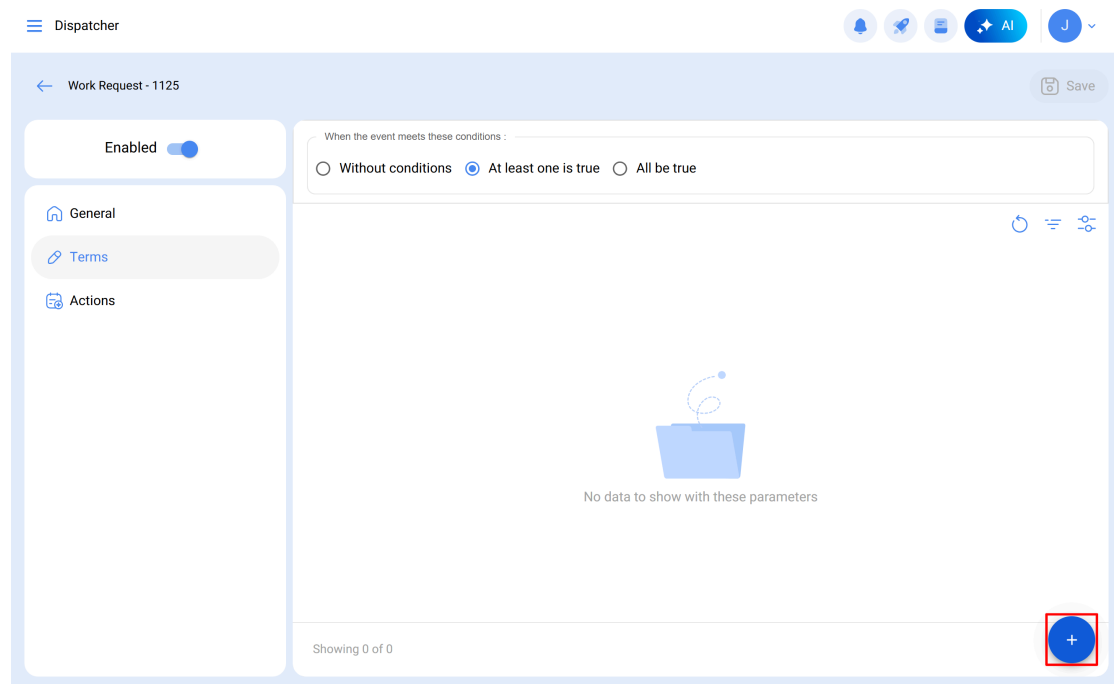 Dispatcher
AI
J
Work Request - 1125
Save
Enabled
When the event meets these conditions :
Without conditions
At least one is true
All be true
General
Terms
Actions
No data to show with these parameters
Showing 0 of 0
+